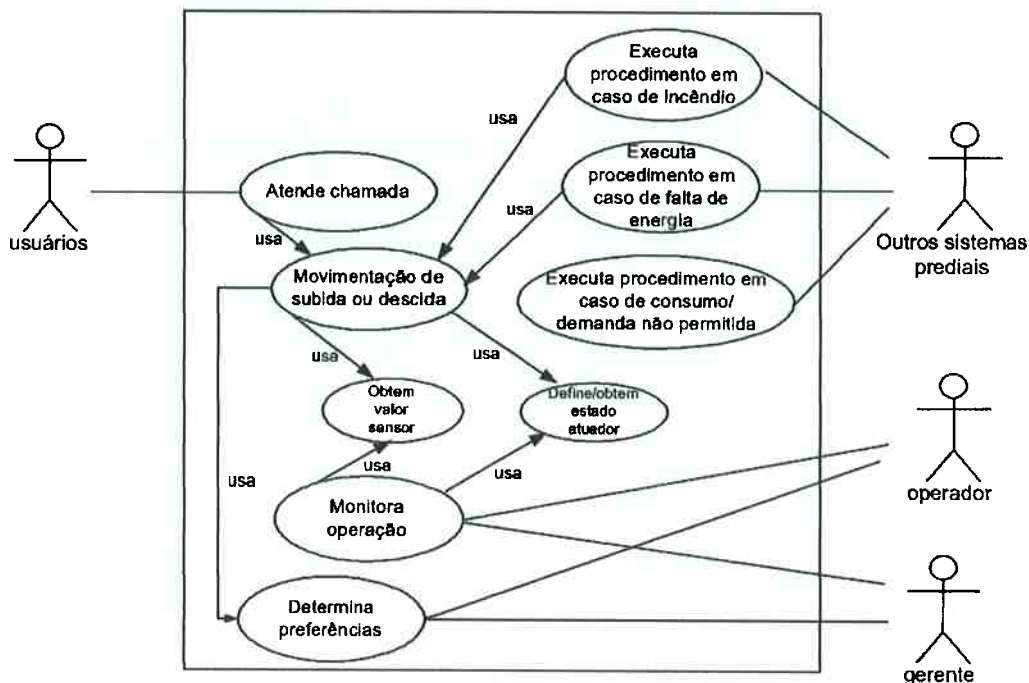 Executa
procedimento em
caso de Incêndio
usa
Executa
procedimento em
caso de falta de
energia
usa
Atende chamada
usa
usuários
Outros sistemas
prediais
Movimentação de
subida ou descida
Executa procedimento em
caso de consumo/
demanda não permitida
usa
usa
Obtem
valor
sensor
Define/obtem
estado
atuador
usa
usa
usa
Monitora
operação
operador
Determina
preferências
gerente